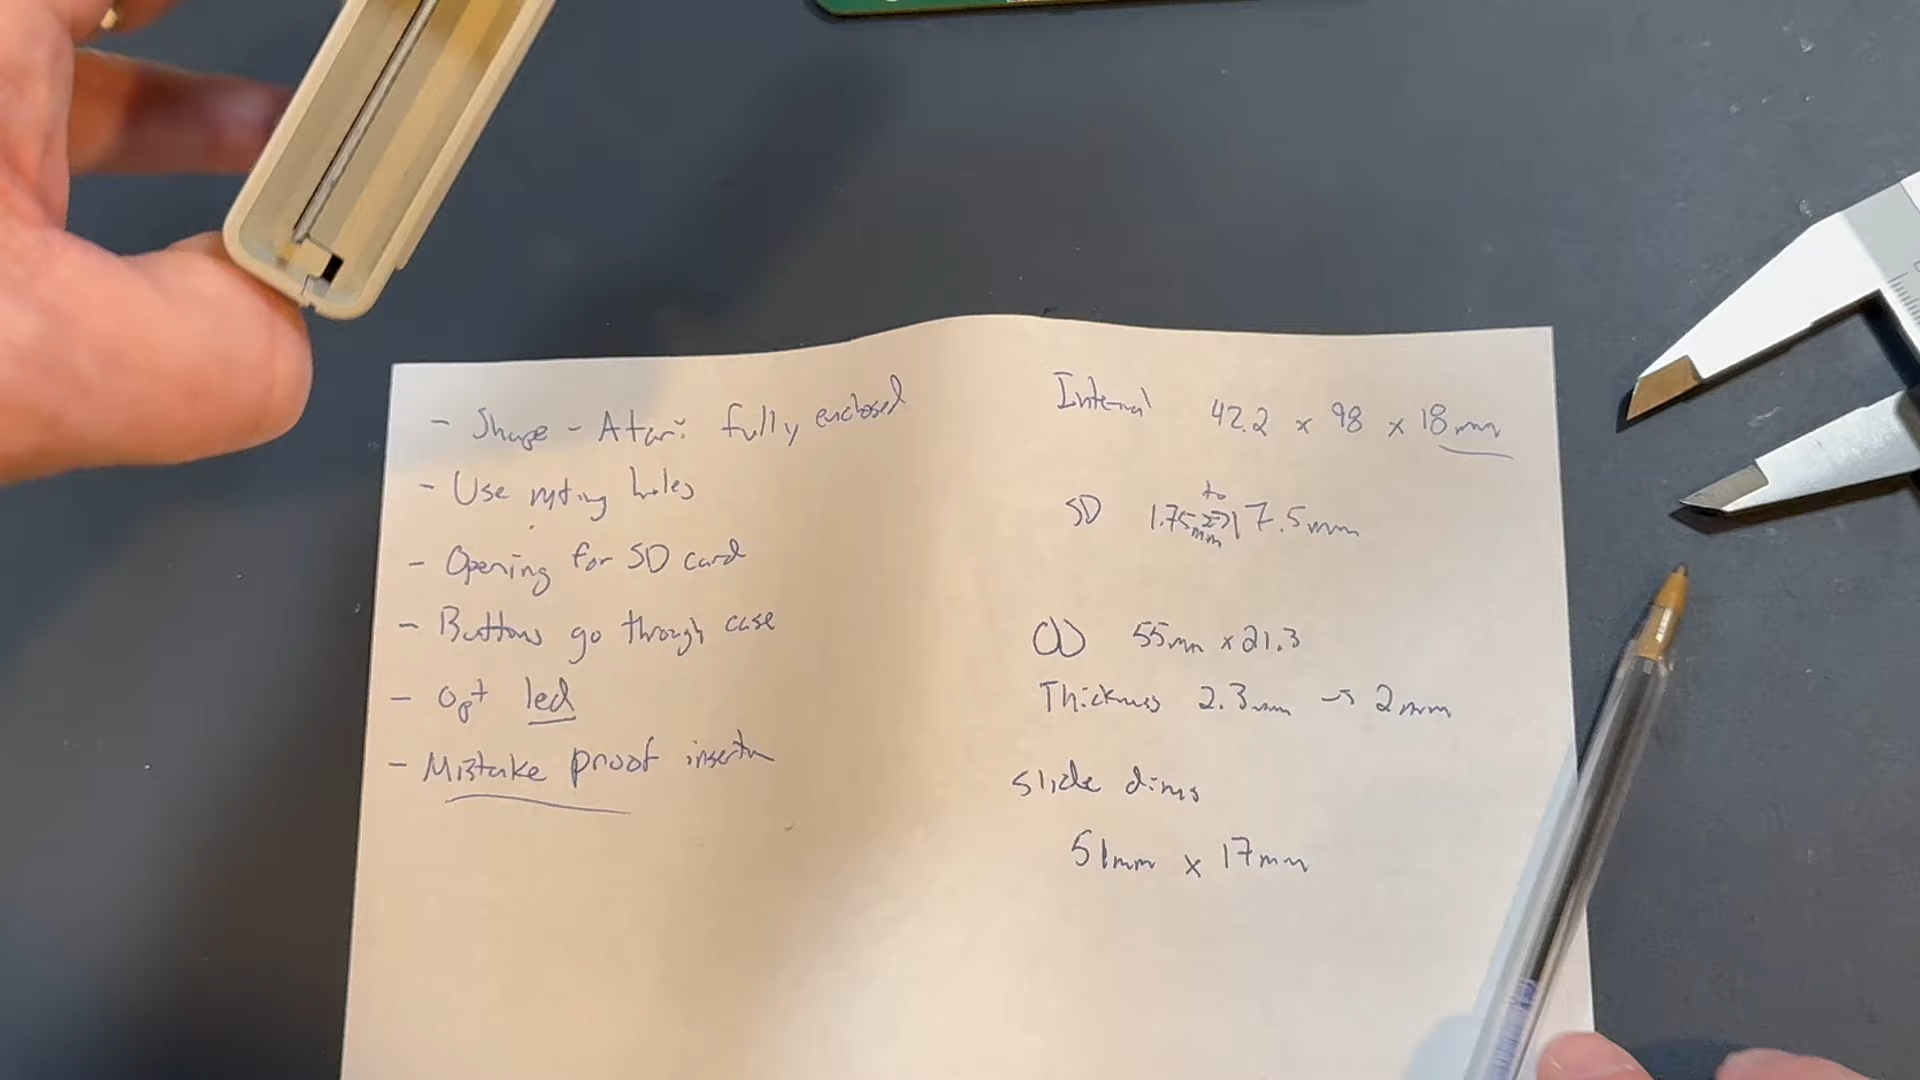 - Shape - Atari fully enclosed
- Use mting holes
- Opening for SD card
- Buttons go through case
- Opt led
- Mistake proof insertn
Internal 42.2 x 98 x 18mm
SD 1.75mm to 17.5mm
OD 55mm x 21.3
Thickness 2.3mm → 2mm
slide dims
51mm x 17mm